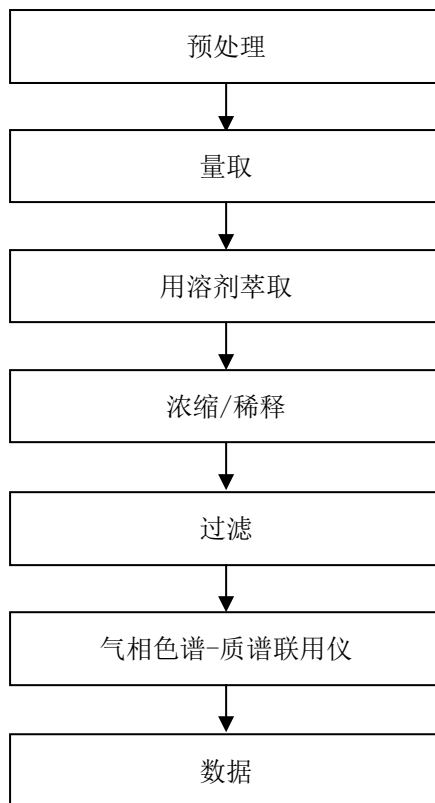 预处理
量取
用溶剂萃取
浓缩/稀释
过滤
气相色谱-质谱联用仪
数据